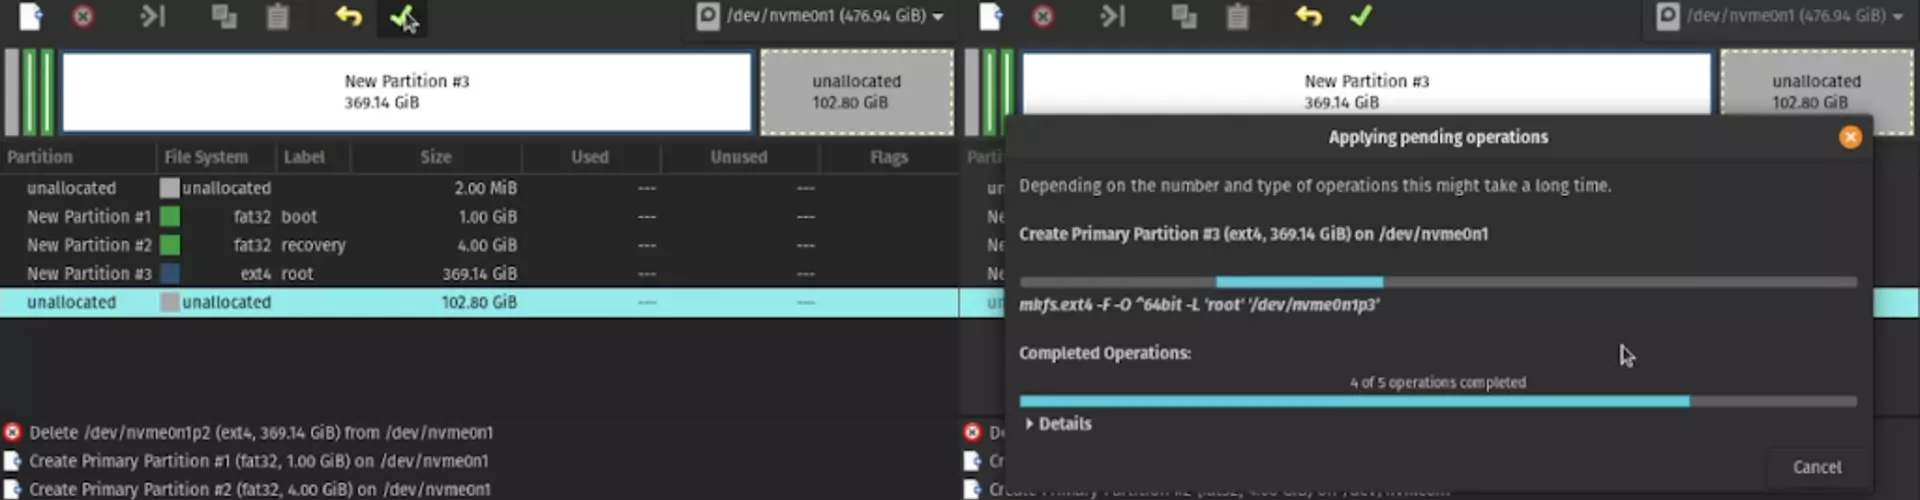 /dev/nvme0n1 (476.94 GiB)
New Partition #3
369.14 GiB
unallocated
102.80 GiB
Partition File System Label Size Used Unused Flags
unallocated unallocated 2.00 MiB --- --- 
New Partition #1 fat32 boot 1.00 GiB --- ---
New Partition #2 fat32 recovery 4.00 GiB --- ---
New Partition #3 ext4 root 369.14 GiB --- ---
unallocated unallocated 102.80 GiB --- ---
Delete /dev/nvme0n1p2 (ext4, 369.14 GiB) from /dev/nvme0n1
Create Primary Partition #1 (fat32, 1.00 GiB) on /dev/nvme0n1
Create Primary Partition #2 (fat32, 4.00 GiB) on /dev/nvme0n1
/dev/nvme0n1 (476.94 GiB)
New Partition #3
369.14 GiB
unallocated
102.80 GiB
Applying pending operations
Depending on the number and type of operations this might take a long time.
Create Primary Partition #3 (ext4, 369.14 GiB) on /dev/nvme0n1
mkfs.ext4 -F -O ^64bit -L 'root' '/dev/nvme0n1p3'
Completed Operations:
4 of 5 operations completed
Details
Cancel